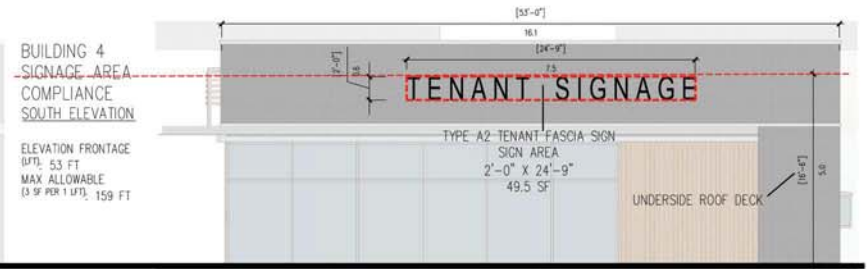 [53'-0"]
16.1
BUILDING 4
SIGNAGE AREA
COMPLIANCE
SOUTH ELEVATION
ELEVATION FRONTAGE
(LFT): 53 FT
MAX ALLOWABLE
(3 SF PER 1 LFT): 159 FT
[24'-9"]
7.5
2'-0"
0.6
TENANT SIGNAGE
TYPE A2 TENANT FASCIA SIGN
SIGN AREA
2'-0" X 24'-9"
49.5 SF
UNDERSIDE ROOF DECK
[16'-6"]
5.0